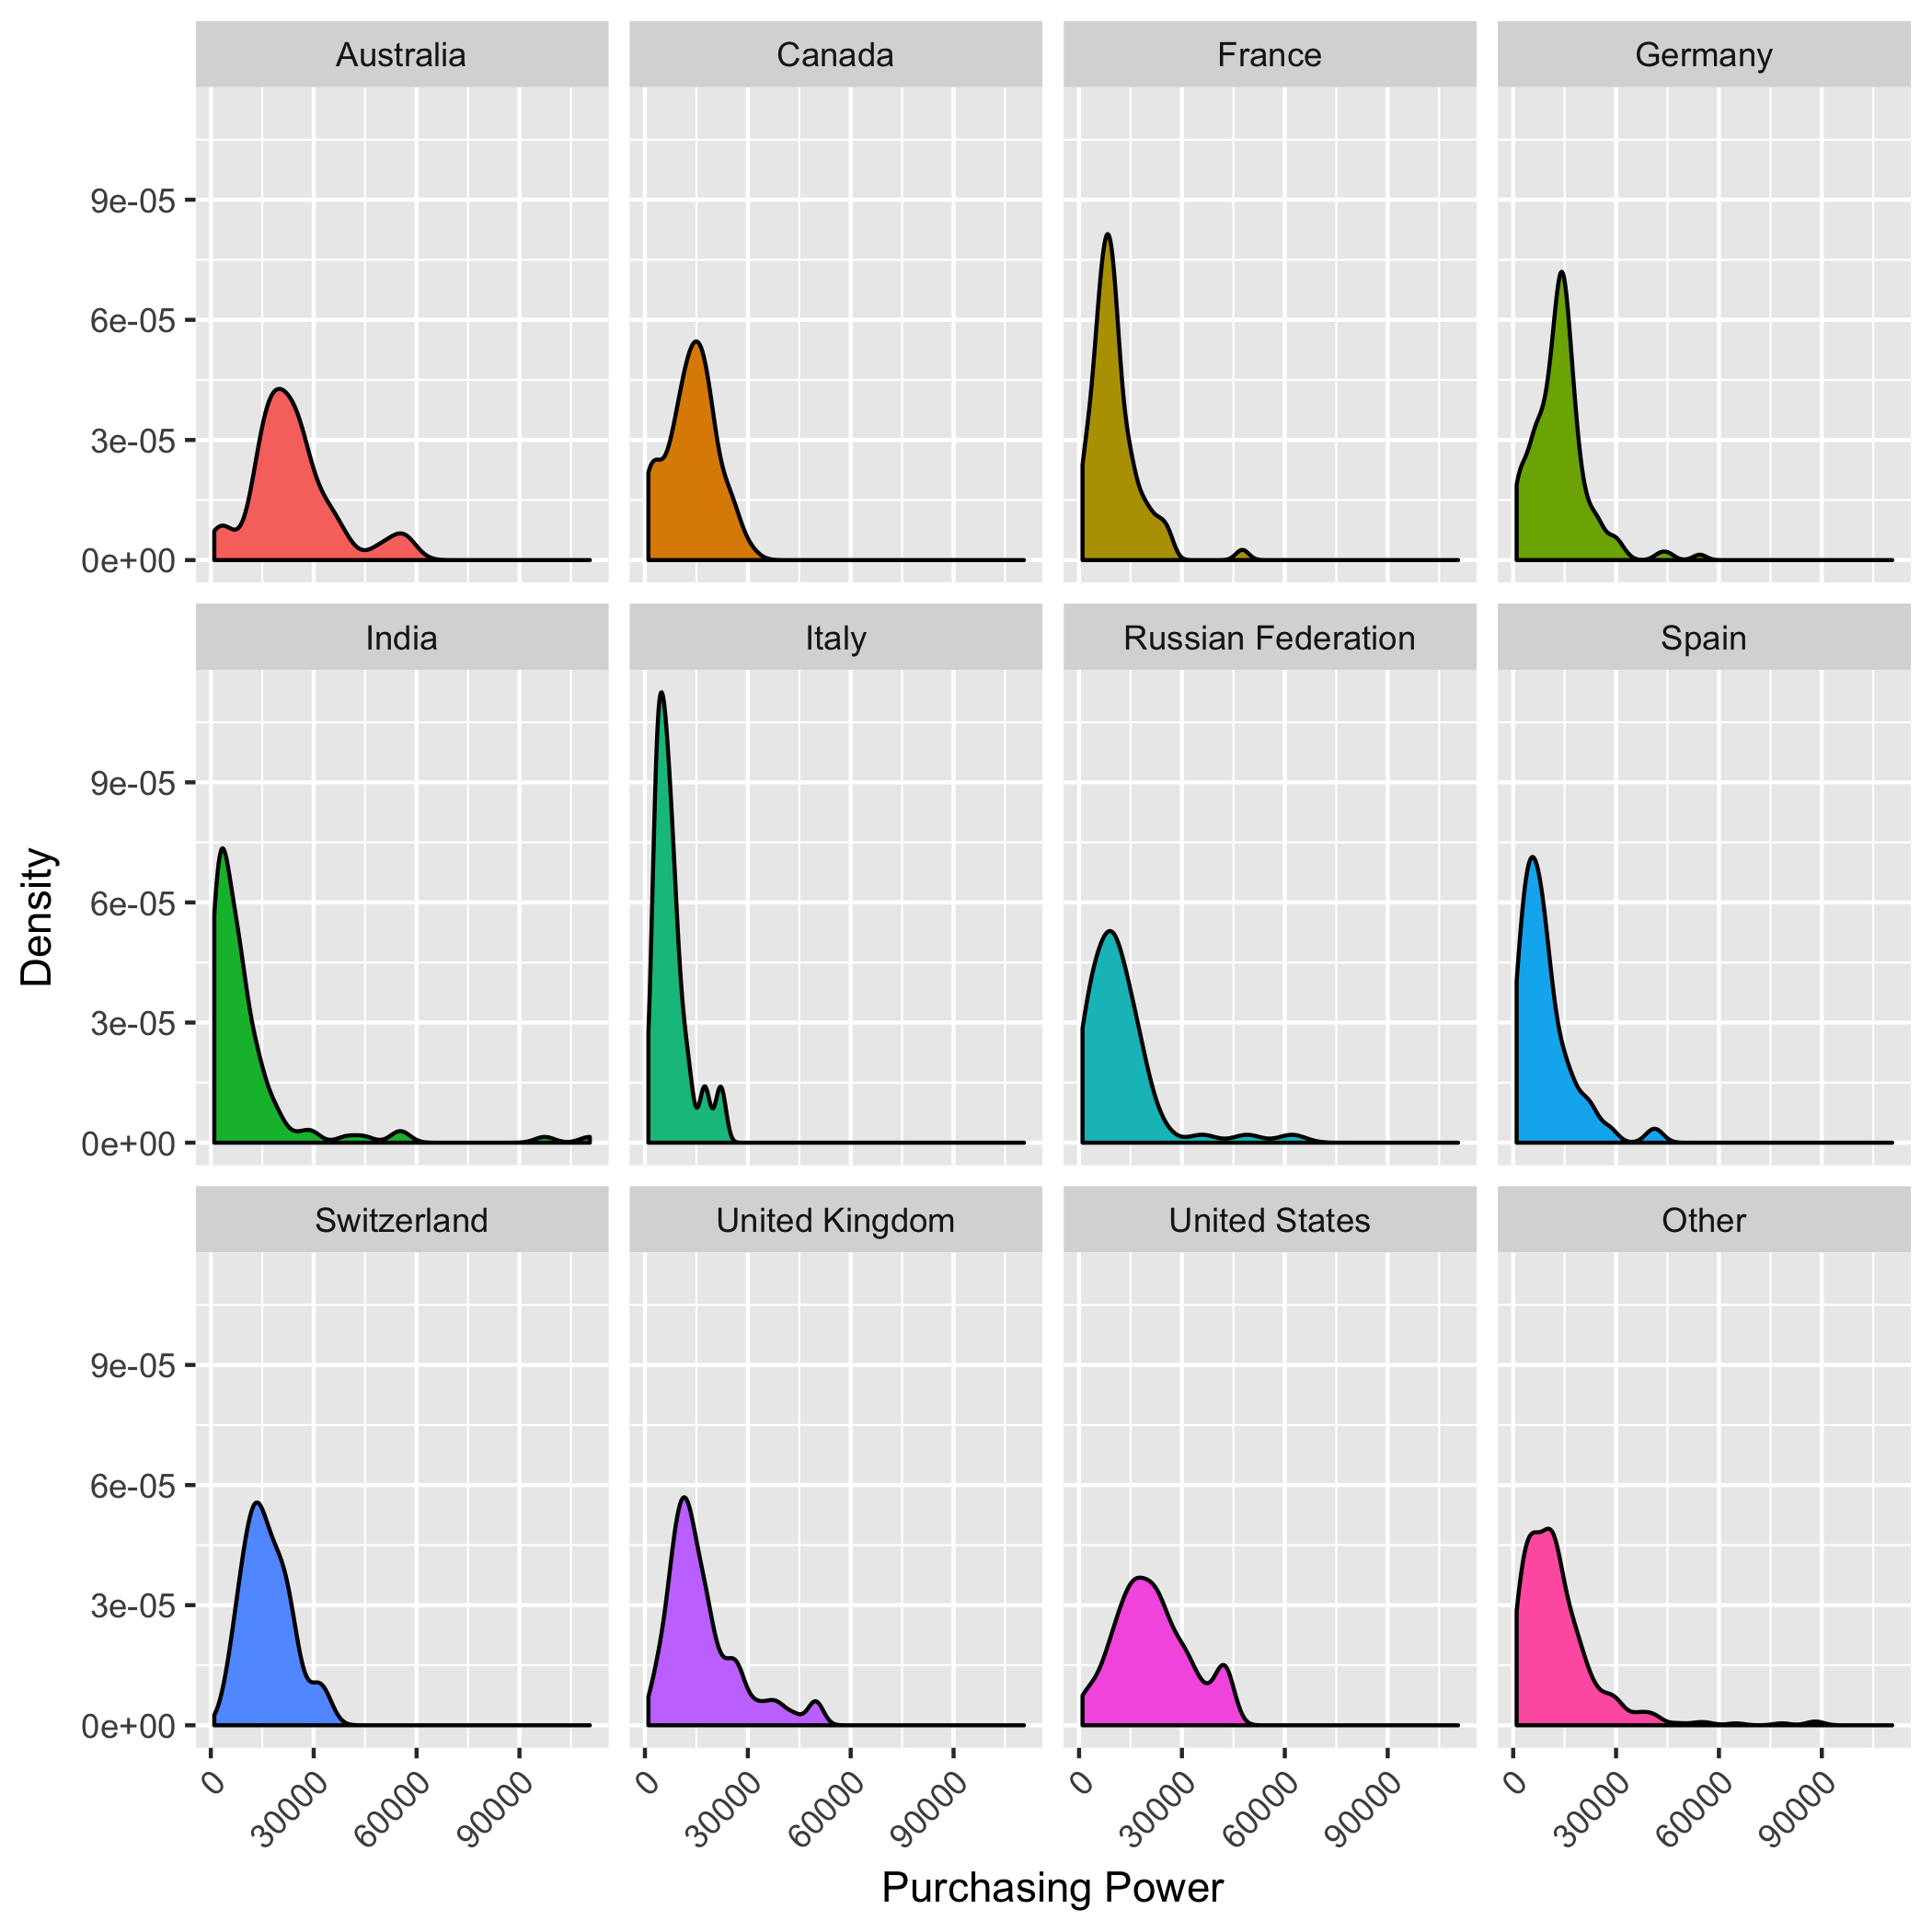 Australia
Canada
France
Germany
9e-05
6e-05
3e-05
0e+00
India
Italy
Russian Federation
Spain
9e-05
6e-05
3e-05
0e+00
Density
Switzerland
United Kingdom
United States
Other
9e-05
6e-05
3e-05
0e+00
0
30000
60000
90000
0
30000
60000
90000
0
30000
60000
90000
0
30000
60000
90000
Purchasing Power